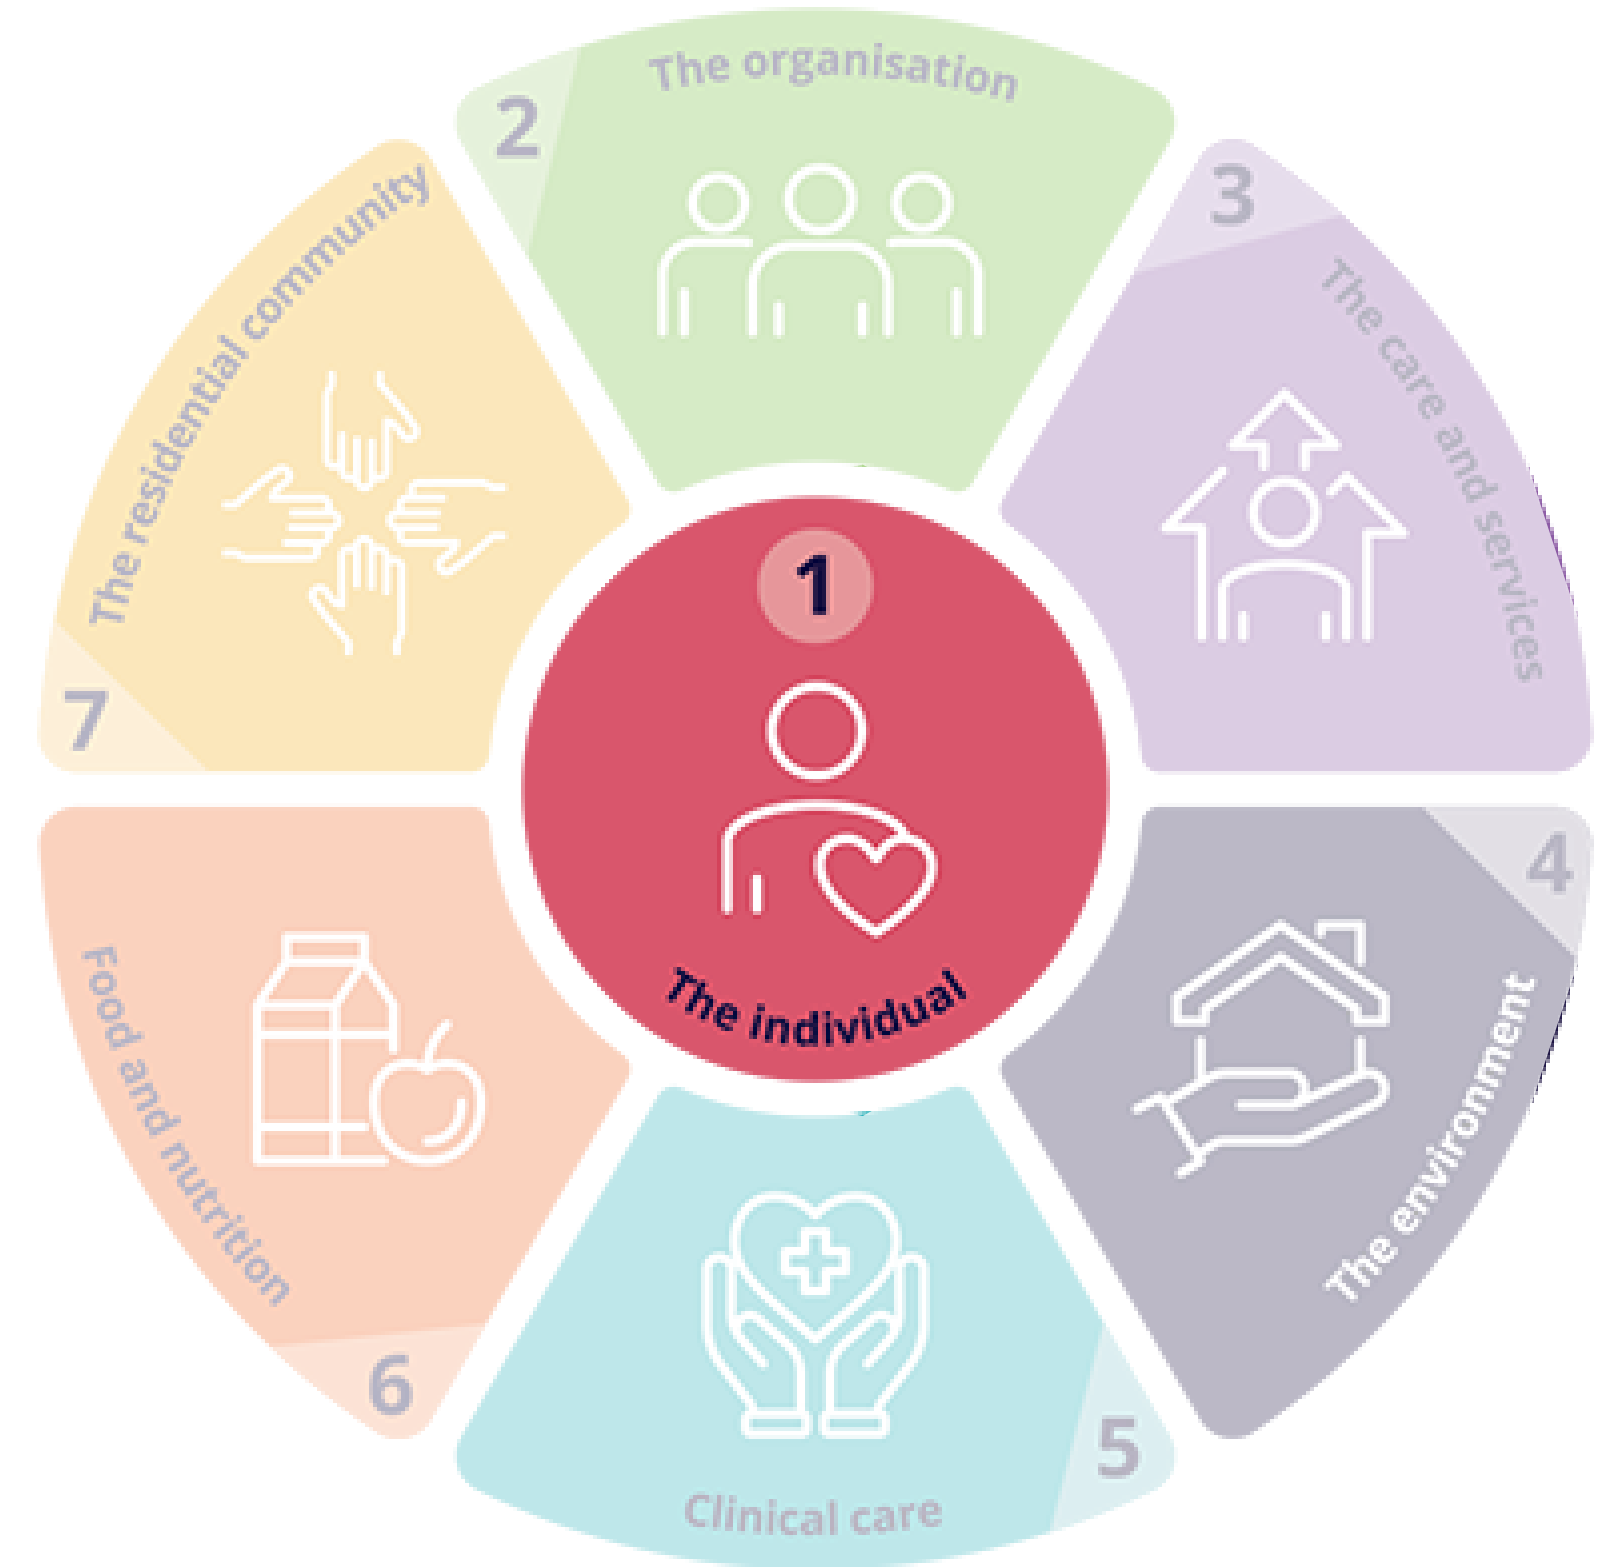 1
The individual
2
The organisation
3
The care and services
4
The environment
5
Clinical care
6
Food and nutrition
7
The residential community